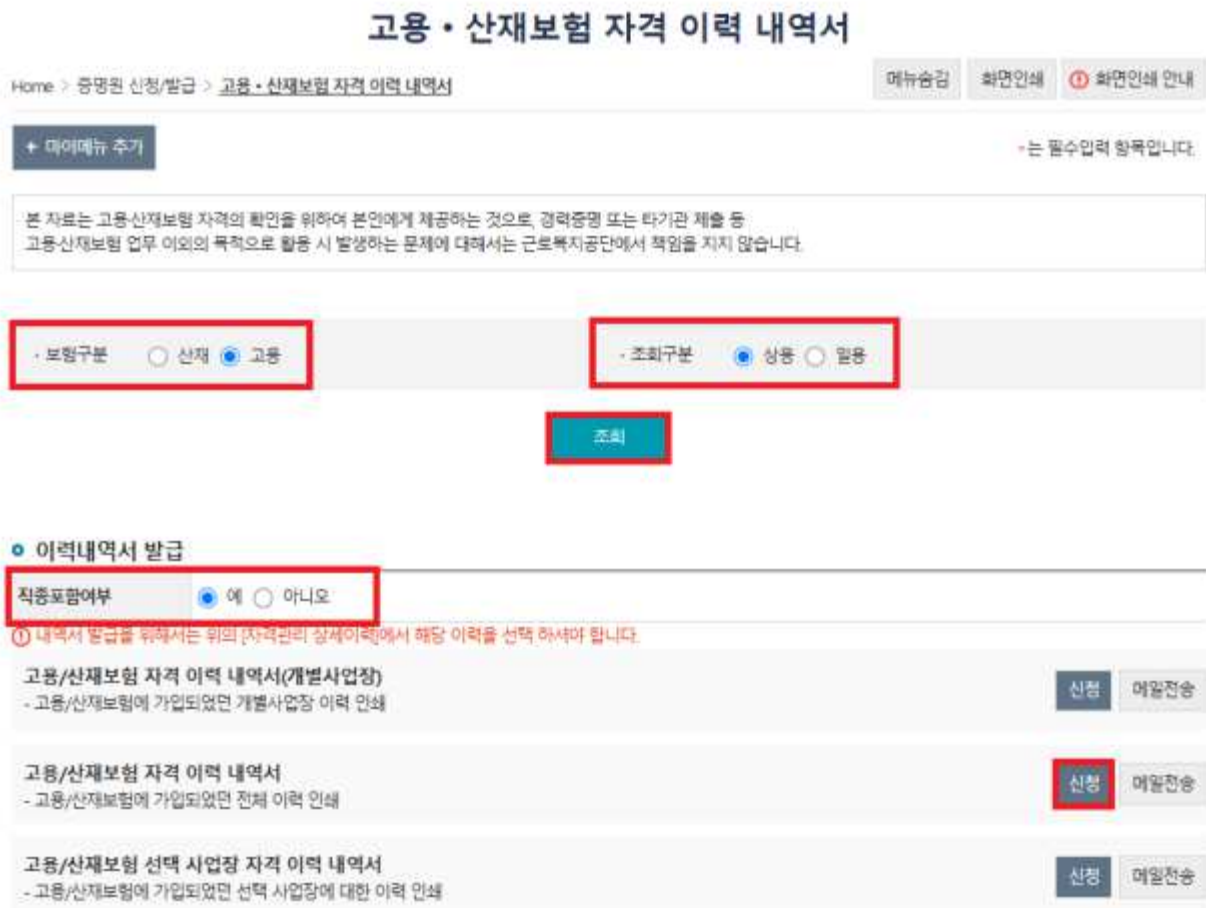 고용 • 산재보험 자격 이력 내역서
Home > 증명원 신청/발급 > 고용 • 산재보험 자격 이력 내역서
메뉴숨김 화면인쇄 화면인쇄 안내
+ 마이메뉴 추가
*는 필수입력 항목입니다.
본 자료는 고용·산재보험 자격의 확인을 위하여 본인에게 제공하는 것으로, 경력증명 또는 타기관 제출 등
고용·산재보험 업무 이외의 목적으로 활용 시 발생하는 문제에 대해서는 근로복지공단에서 책임을 지지 않습니다.
· 보험구분 산재 고용 · 조회구분 상용 일용
조회
이력내역서 발급
직종포함여부 예 아니오
내역서 발급을 위해서는 위의 [자격관리 상세이력]에서 해당 이력을 선택 하셔야 합니다.
고용/산재보험 자격 이력 내역서(개별사업장)
- 고용/산재보험에 가입되었던 개별사업장 이력 인쇄
신청 메일전송
고용/산재보험 자격 이력 내역서
- 고용/산재보험에 가입되었던 전체 이력 인쇄
신청 메일전송
고용/산재보험 선택 사업장 자격 이력 내역서
- 고용/산재보험에 가입되었던 선택 사업장에 대한 이력 인쇄
신청 메일전송